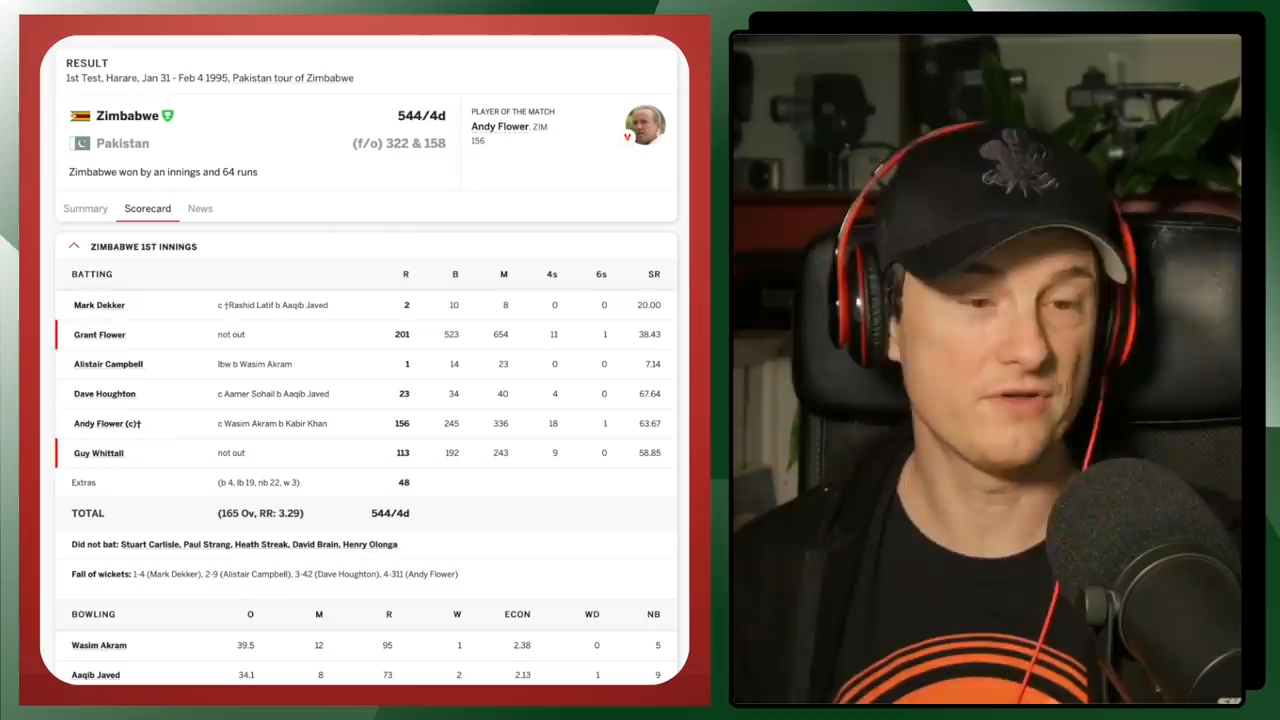 RESULT
1st Test, Harare, Jan 31 - Feb 4 1995, Pakistan tour of Zimbabwe
Zimbabwe 544/4d
Pakistan (f/o) 322 & 158
Zimbabwe won by an innings and 64 runs
PLAYER OF THE MATCH
Andy Flower, ZIM
156
Summary Scorecard News
ZIMBABWE 1ST INNINGS
BATTING R B M 4s 6s SR
Mark Dekker c †Rashid Latif b Aaqib Javed 2 10 8 0 0 20.00
Grant Flower not out 201 523 654 11 1 38.43
Alistair Campbell lbw b Wasim Akram 1 14 23 0 0 7.14
Dave Houghton c Aamer Sohail b Aaqib Javed 23 34 40 4 0 67.64
Andy Flower (c)† c Wasim Akram b Kabir Khan 156 245 336 18 1 63.67
Guy Whittall not out 113 192 243 9 0 58.85
Extras (b 4, lb 19, nb 22, w 3) 48
TOTAL (165 Ov, RR: 3.29) 544/4d
Did not bat: Stuart Carlisle, Paul Strang, Heath Streak, David Brain, Henry Olonga
Fall of wickets: 1-4 (Mark Dekker), 2-9 (Alistair Campbell), 3-42 (Dave Houghton), 4-311 (Andy Flower)
BOWLING O M R W ECON WD NB
Wasim Akram 39.5 12 95 1 2.38 0 5
Aaqib Javed 34.1 8 73 2 2.13 1 9